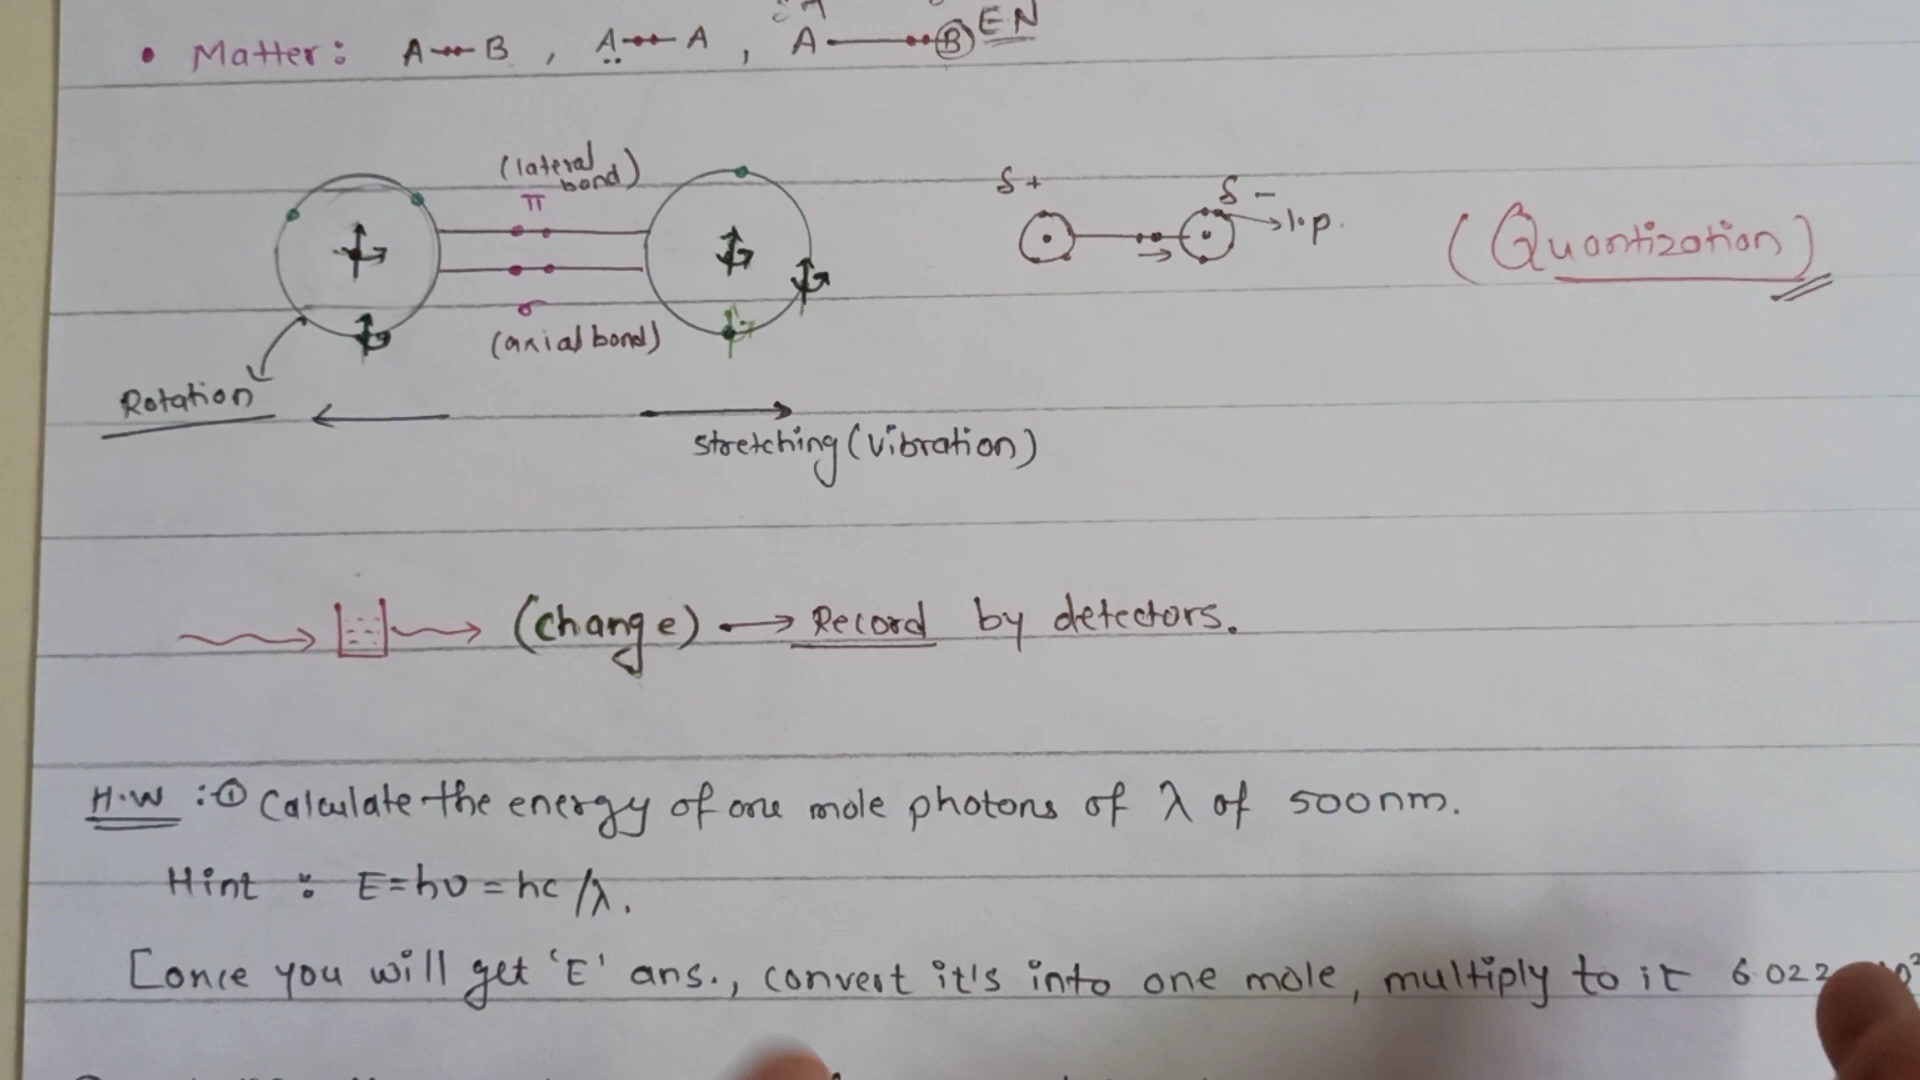 • Matter: A–B , A–A , A–B EN
(lateral bond)
π
σ
(axial bond)
δ+
δ-
l.p.
(Quantization)
Rotation
Stretching (vibration)
(change) → Record by detectors.
H.W :① Calculate the energy of one mole photons of λ of 500nm.
Hint : E=hυ = hc/λ.
[once you will get 'E' ans., convert it's into one mole, multiply to it 6.022